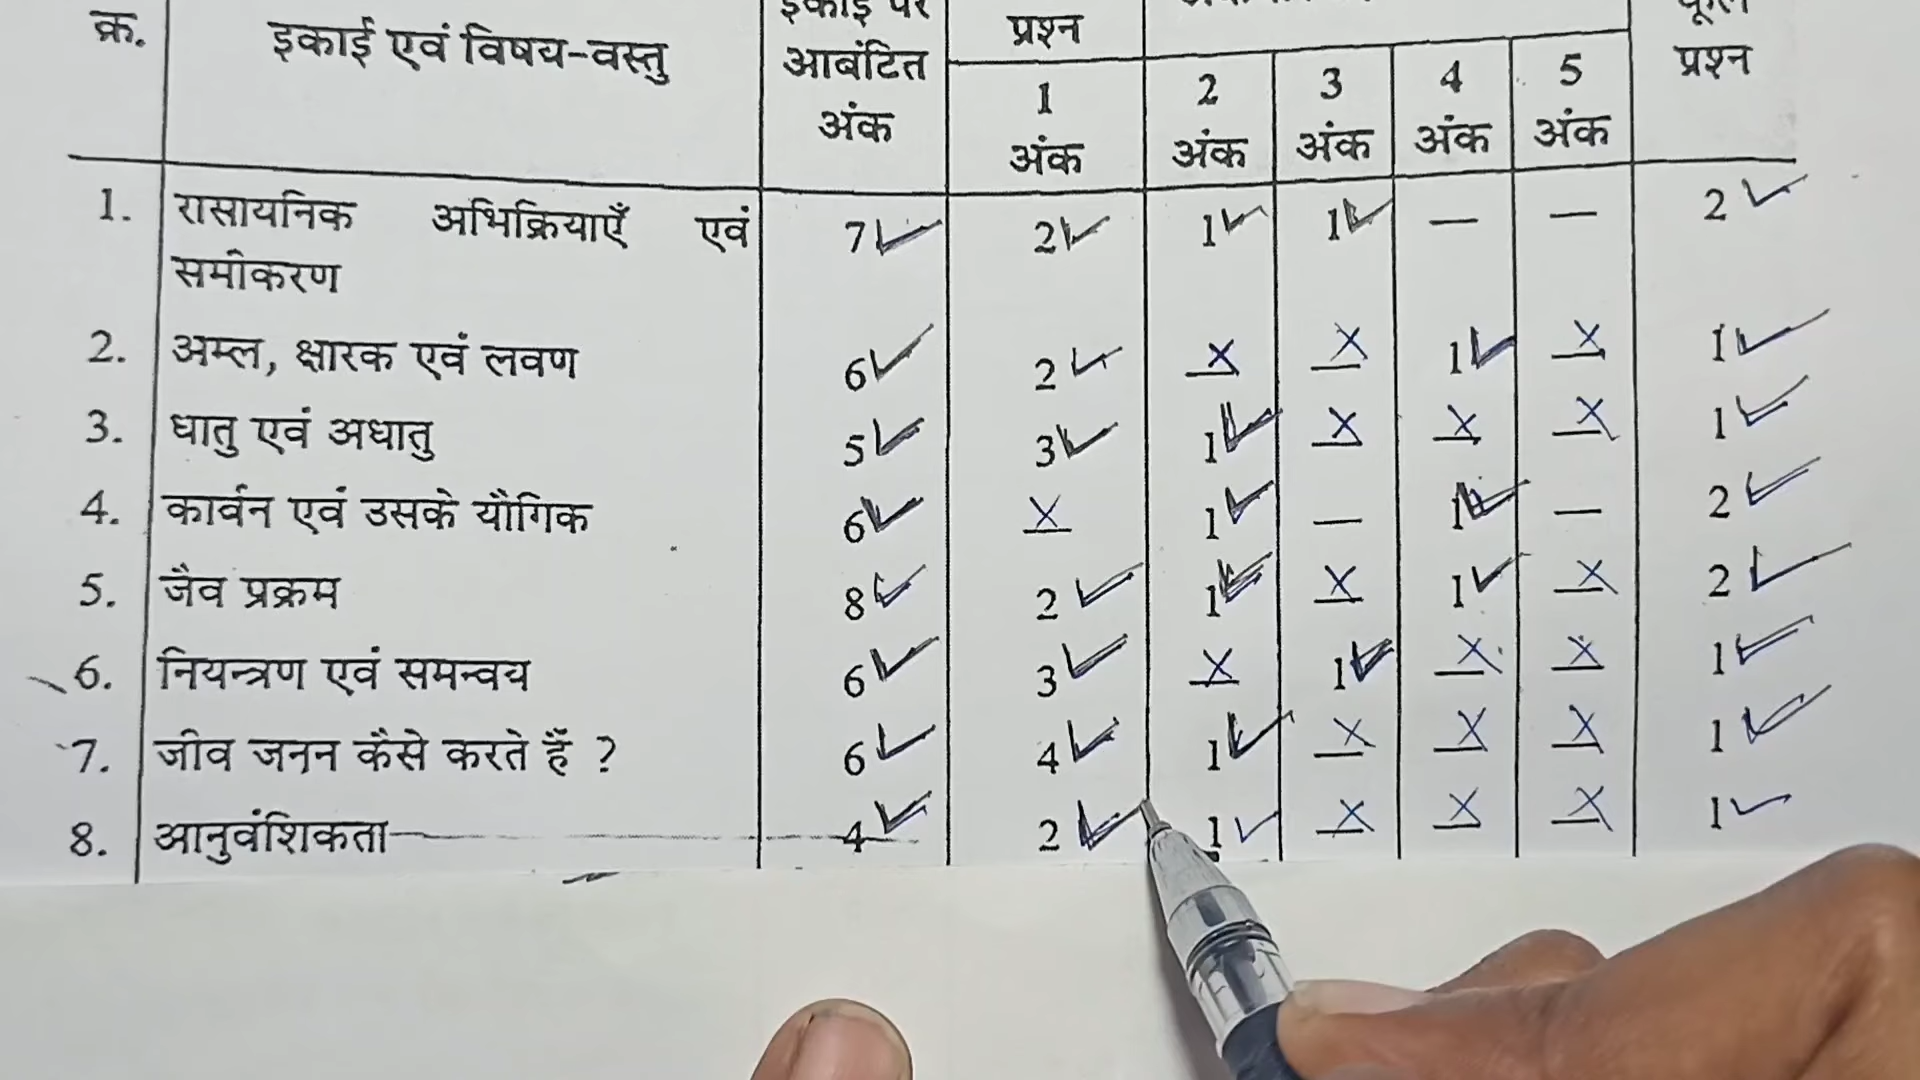 क्र. इकाई एवं विषय-वस्तु इकाई पर आबंटित अंक प्रश्न 1 अंक 2 अंक 3 अंक 4 अंक 5 अंक कुल प्रश्न
1. रासायनिक अभिक्रियाएँ एवं 7 2 1 1 — — 2
समीकरण
2. अम्ल, क्षारक एवं लवण 6 2 — — 1 — 1
3. धातु एवं अधातु 5 3 1 — — — 1
4. कार्बन एवं उसके यौगिक 6 — 1 — 1 — 2
5. जैव प्रक्रम 8 2 1 — 1 — 2
6. नियन्त्रण एवं समन्वय 6 3 — 1 — — 1
7. जीव जनन कैसे करते हैं ? 6 4 1 — — — 1
8. आनुवंशिकता 4 2 1 — — — 1